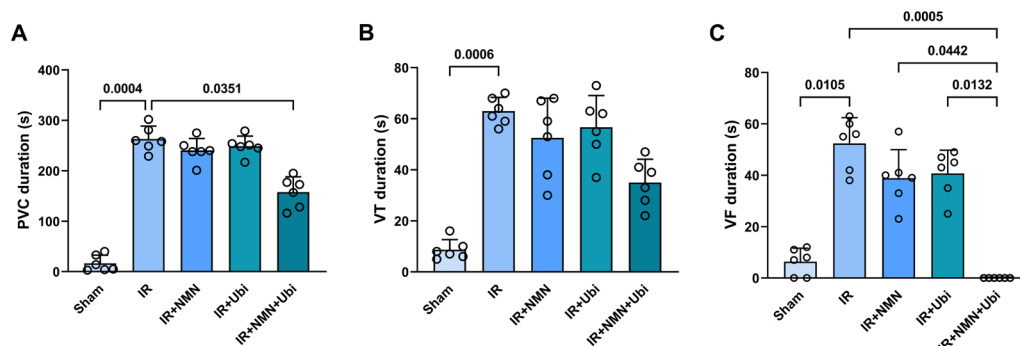 A
0.0004
0.0351
PVC duration (s)
400
300
200
100
0
Sham
IR
IR+NMN
IR+Ubi
IR+NMN+Ubi
B
0.0006
VT duration (s)
80
60
40
20
0
Sham
IR
IR+NMN
IR+Ubi
IR+NMN+Ubi
C
0.0005
0.0442
0.0105
0.0132
VF duration (s)
80
60
40
20
0
Sham
IR
IR+NMN
IR+Ubi
IR+NMN+Ubi